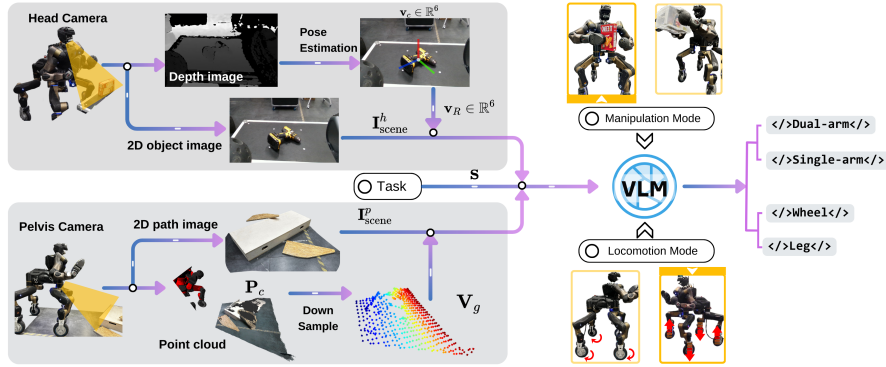 Head Camera
Depth image
Pose
Estimation
v_c ∈ ℝ^6
v_R ∈ ℝ^6
2D object image
I^h_scene
Task
s
Pelvis Camera
2D path image
I^p_scene
P_c
Point cloud
Down
Sample
V_g
Manipulation Mode
VLM
Locomotion Mode
</>Dual-arm</>
</>Single-arm</>
</>Wheel</>
</>Leg</>